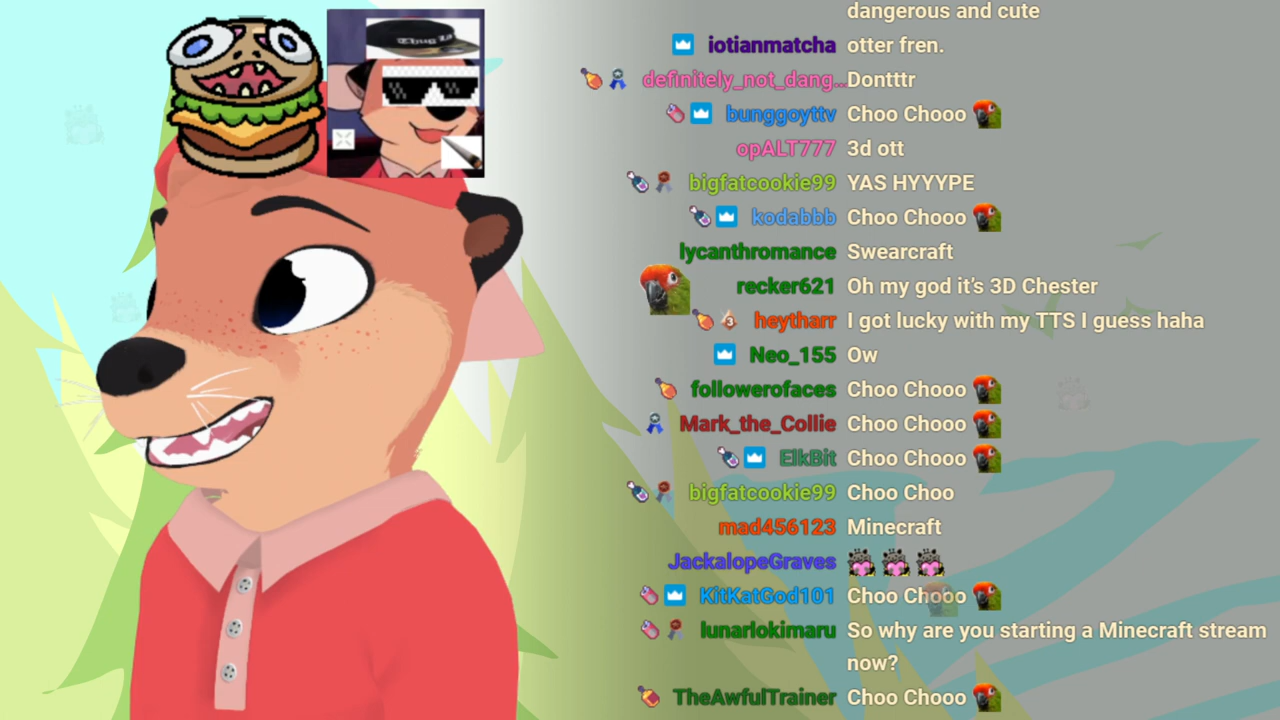 dangerous and cute
iotianmatcha otter fren.
definitely_not_dang... Dontttr
bunggoyttv Choo Chooo
opALT777 3d ott
bigfatcookie99 YAS HYYYPE
kodabbb Choo Chooo
lycanthromance Swearcraft
recker621 Oh my god it’s 3D Chester
3 heytharr I got lucky with my TTS I guess haha
Neo_155 Ow
followerofaces Choo Chooo
Mark_the_Collie Choo Chooo
ElkBit Choo Chooo
bigfatcookie99 Choo Choo
mad456123 Minecraft
JackalopeGraves
KitKatGod101 Choo Chooo
lunarlokimaru So why are you starting a Minecraft stream
now?
TheAwfulTrainer Choo Chooo